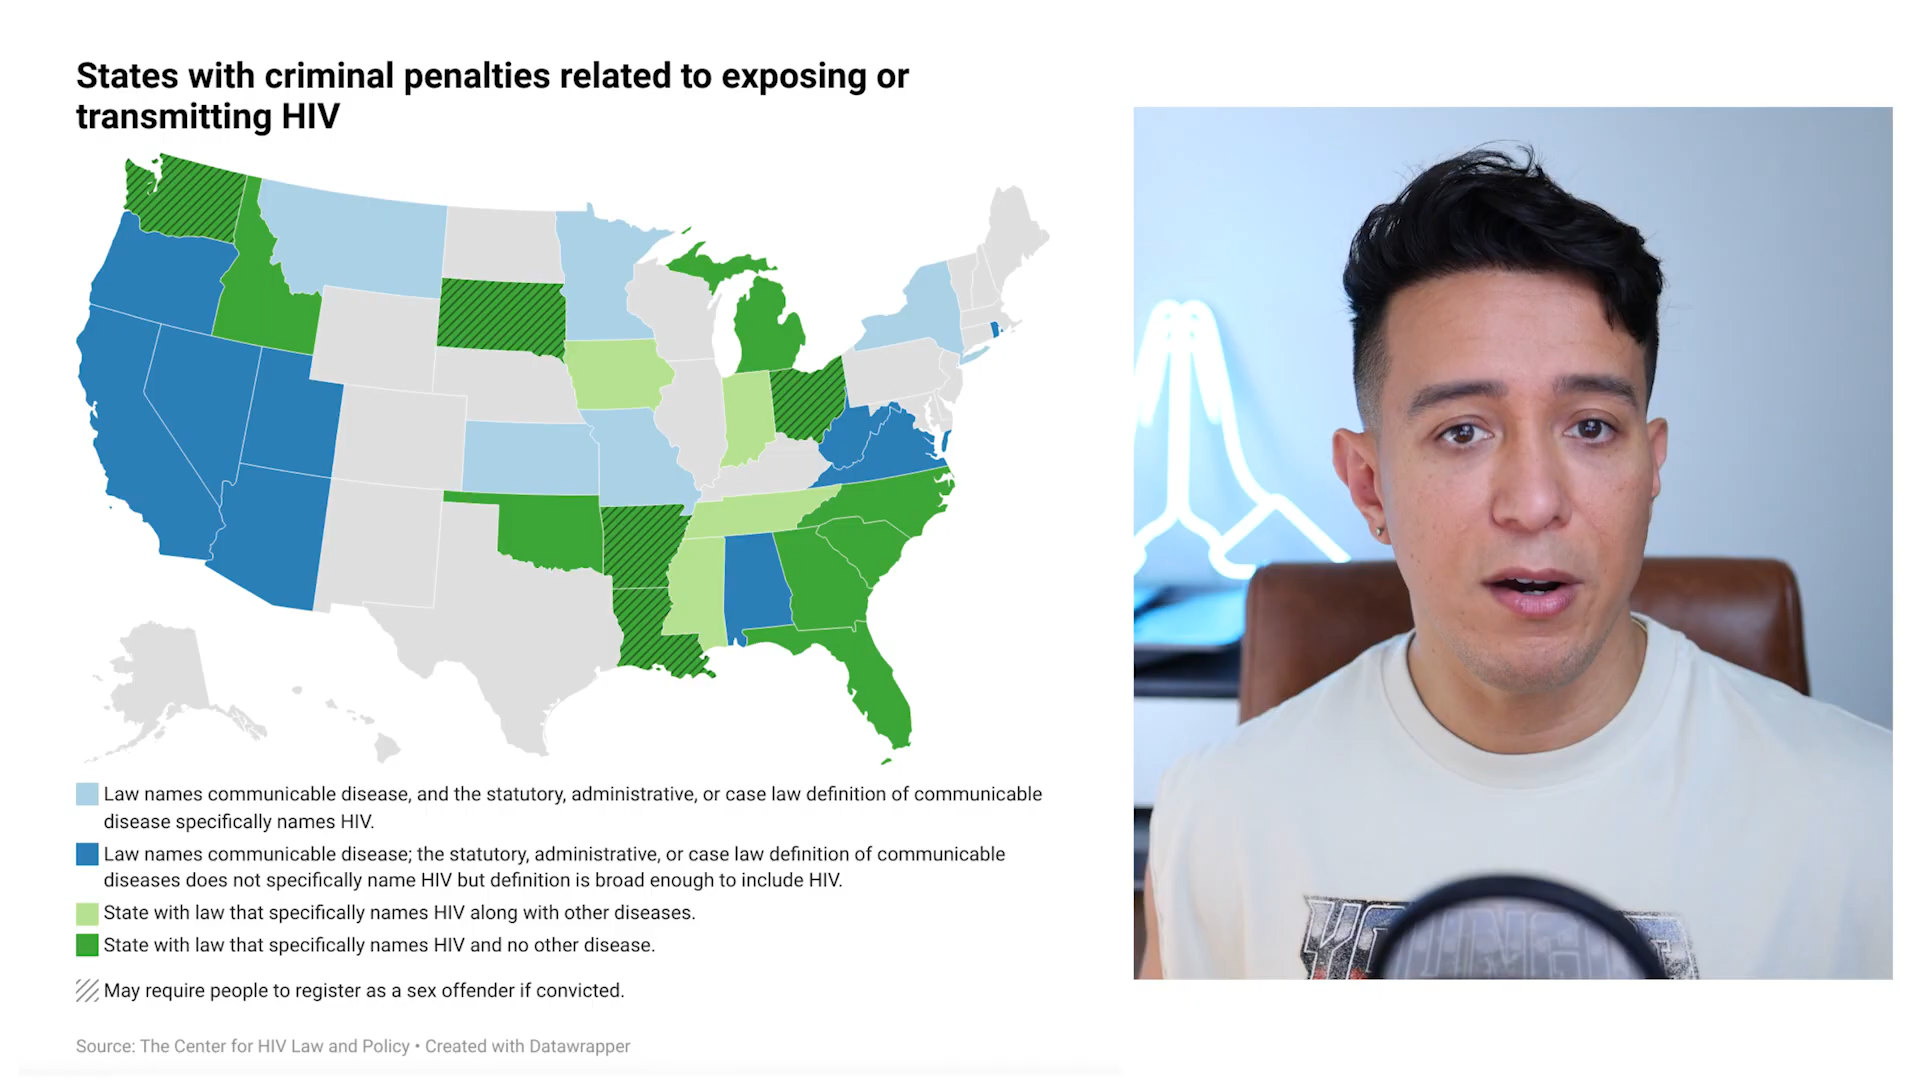 States with criminal penalties related to exposing or
transmitting HIV
Law names communicable disease, and the statutory, administrative, or case law definition of communicable
disease specifically names HIV.
Law names communicable disease; the statutory, administrative, or case law definition of communicable
diseases does not specifically name HIV but definition is broad enough to include HIV.
State with law that specifically names HIV along with other diseases.
State with law that specifically names HIV and no other disease.
May require people to register as a sex offender if convicted.
Source: The Center for HIV Law and Policy • Created with Datawrapper